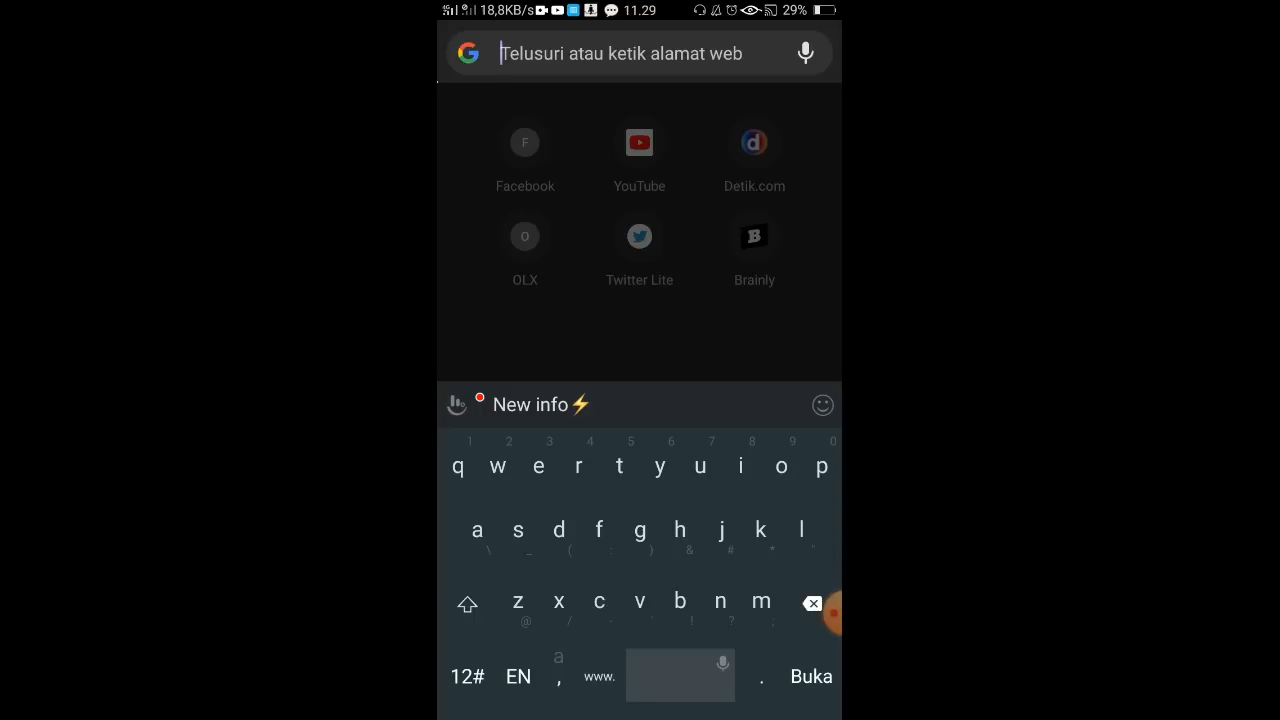 18,8KB/s 11.29 29%
Telusuri atau ketik alamat web
F d
Facebook YouTube Detik.com
O B
OLX Twitter Lite Brainly
New info⚡
1 2 3 4 5 6 7 8 9 0
q w e r t y u i o p
a s d f g h j k l
\ _ ( : ) & # * "
z x c v b n m
@ / - ' ! ? ;
a
12# EN , www. . Buka